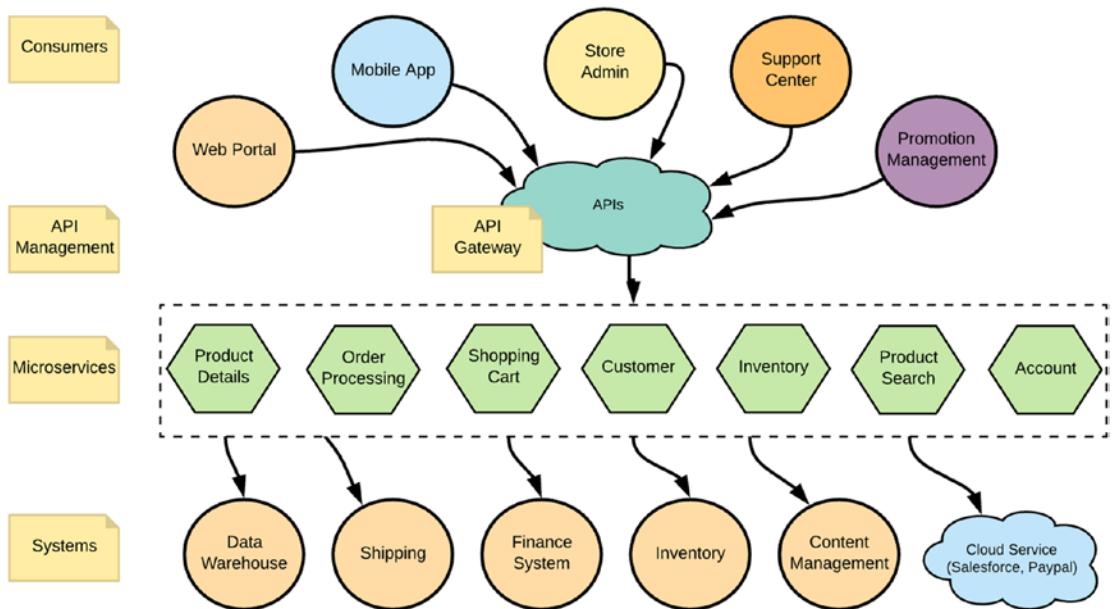 Consumers
Mobile App
Store
Admin
Support
Center
Web Portal
Promotion
Management
APIs
API
Management
API
Gateway
Microservices
Product
Details
Order
Processing
Shopping
Cart
Customer
Inventory
Product
Search
Account
Systems
Data
Warehouse
Shipping
Finance
System
Inventory
Content
Management
Cloud Service
(Salesforce, Paypal)